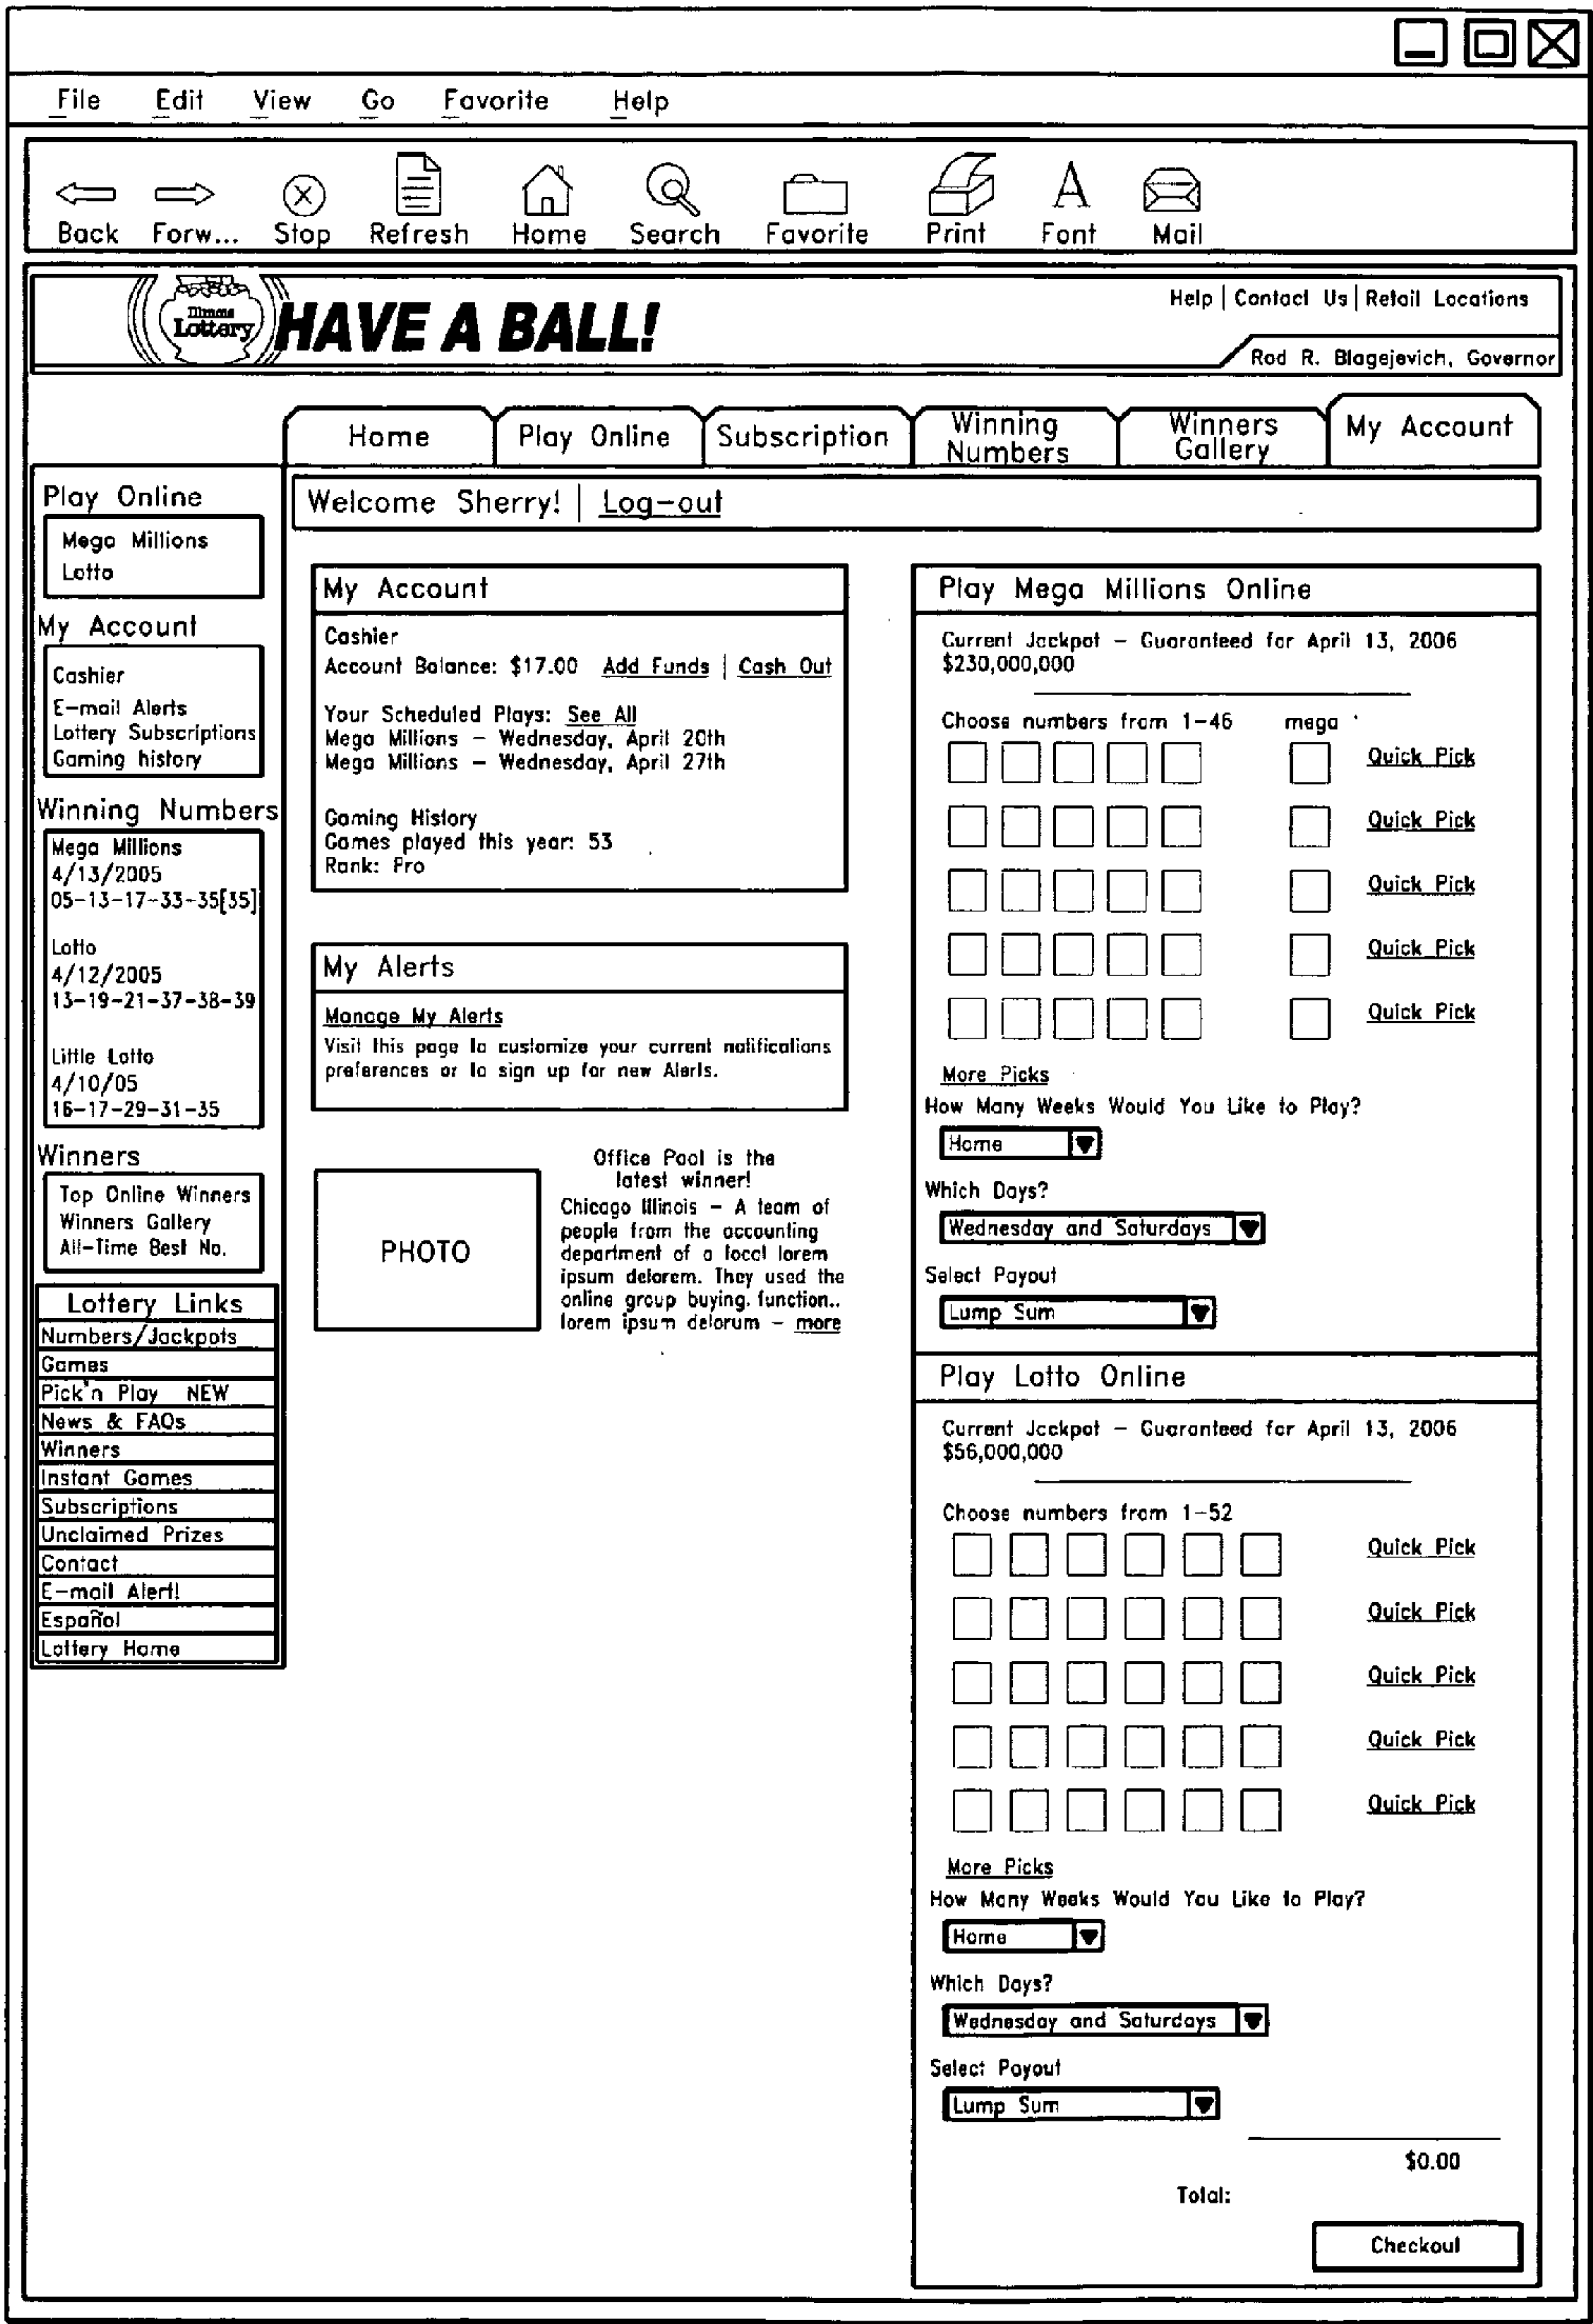 File Edit View Go Favorite Help
Back Forw... Stop Refresh Home Search Favorite Print Font Mail
Illinois
Lottery
HAVE A BALL!
Help | Contact Us | Retail Locations
Rod R. Blagejevich, Governor
Home Play Online Subscription Winning Numbers Winners Gallery My Account
Play Online
Mega Millions
Lotto
My Account
Cashier
E-mail Alerts
Lottery Subscriptions
Gaming history
Winning Numbers
Mega Millions
4/13/2005
05-13-17-33-35[35]
Lotto
4/12/2005
13-19-21-37-38-39
Little Lotto
4/10/05
16-17-29-31-35
Winners
Top Online Winners
Winners Gallery
All-Time Best No.
Lottery Links
Numbers/Jackpots
Games
Pick'n Play NEW
News & FAQs
Winners
Instant Games
Subscriptions
Unclaimed Prizes
Contact
E-mail Alert!
Español
Lottery Home
Welcome Sherry! | Log-out
My Account
Cashier
Account Balance: $17.00 Add Funds | Cash Out
Your Scheduled Plays: See All
Mega Millions - Wednesday, April 20th
Mega Millions - Wednesday, April 27th
Gaming History
Games played this year: 53
Rank: Pro
My Alerts
Manage My Alerts
Visit this page to customize your current notifications
preferences or to sign up for new Alerts.
PHOTO
Office Pool is the
latest winner!
Chicago Illinois - A team of
people from the accounting
department of a local lorem
ipsum delorem. They used the
online group buying. function..
lorem ipsum delorum - more
Play Mega Millions Online
Current Jackpot - Guaranteed for April 13, 2006
$230,000,000
Choose numbers from 1-46 mega
Quick Pick
Quick Pick
Quick Pick
Quick Pick
Quick Pick
More Picks
How Many Weeks Would You Like to Play?
Home
Which Days?
Wednesday and Saturdays
Select Payout
Lump Sum
Play Lotto Online
Current Jackpot - Guaranteed for April 13, 2006
$56,000,000
Choose numbers from 1-52
Quick Pick
Quick Pick
Quick Pick
Quick Pick
Quick Pick
More Picks
How Many Weeks Would You Like to Play?
Home
Which Days?
Wednesday and Saturdays
Select Payout
Lump Sum
$0.00
Total:
Checkout